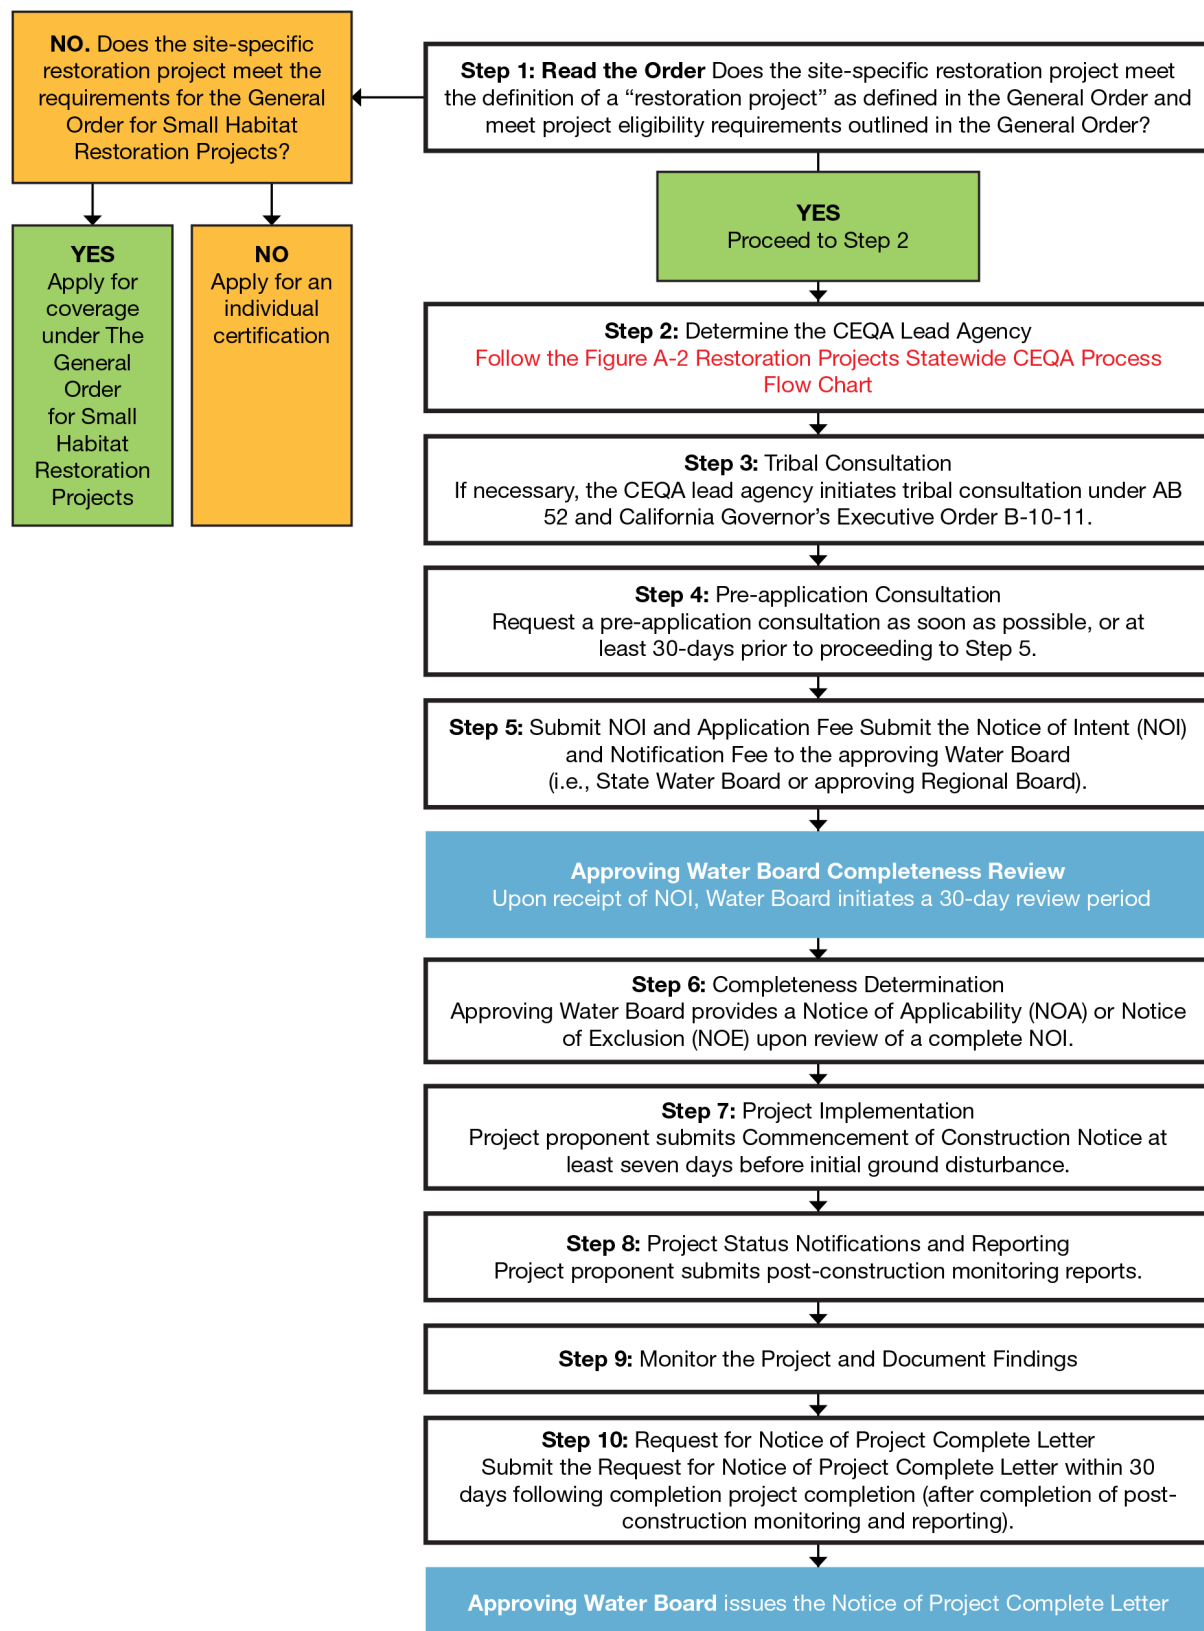 NO. Does the site-specific
restoration project meet the
requirements for the General
Order for Small Habitat
Restoration Projects?
YES
Apply for
coverage
under The
General
Order
for Small
Habitat
Restoration
Projects
NO
Apply for an
individual
certification
Step 1: Read the Order Does the site-specific restoration project meet
the definition of a “restoration project” as defined in the General Order and
meet project eligibility requirements outlined in the General Order?
YES
Proceed to Step 2
Step 2: Determine the CEQA Lead Agency
Follow the Figure A-2 Restoration Projects Statewide CEQA Process
Flow Chart
Step 3: Tribal Consultation
If necessary, the CEQA lead agency initiates tribal consultation under AB
52 and California Governor’s Executive Order B-10-11.
Step 4: Pre-application Consultation
Request a pre-application consultation as soon as possible, or at
least 30-days prior to proceeding to Step 5.
Step 5: Submit NOI and Application Fee Submit the Notice of Intent (NOI)
and Notification Fee to the approving Water Board
(i.e., State Water Board or approving Regional Board).
Approving Water Board Completeness Review
Upon receipt of NOI, Water Board initiates a 30-day review period
Step 6: Completeness Determination
Approving Water Board provides a Notice of Applicability (NOA) or Notice
of Exclusion (NOE) upon review of a complete NOI.
Step 7: Project Implementation
Project proponent submits Commencement of Construction Notice at
least seven days before initial ground disturbance.
Step 8: Project Status Notifications and Reporting
Project proponent submits post-construction monitoring reports.
Step 9: Monitor the Project and Document Findings
Step 10: Request for Notice of Project Complete Letter
Submit the Request for Notice of Project Complete Letter within 30
days following completion project completion (after completion of post-
construction monitoring and reporting).
Approving Water Board issues the Notice of Project Complete Letter